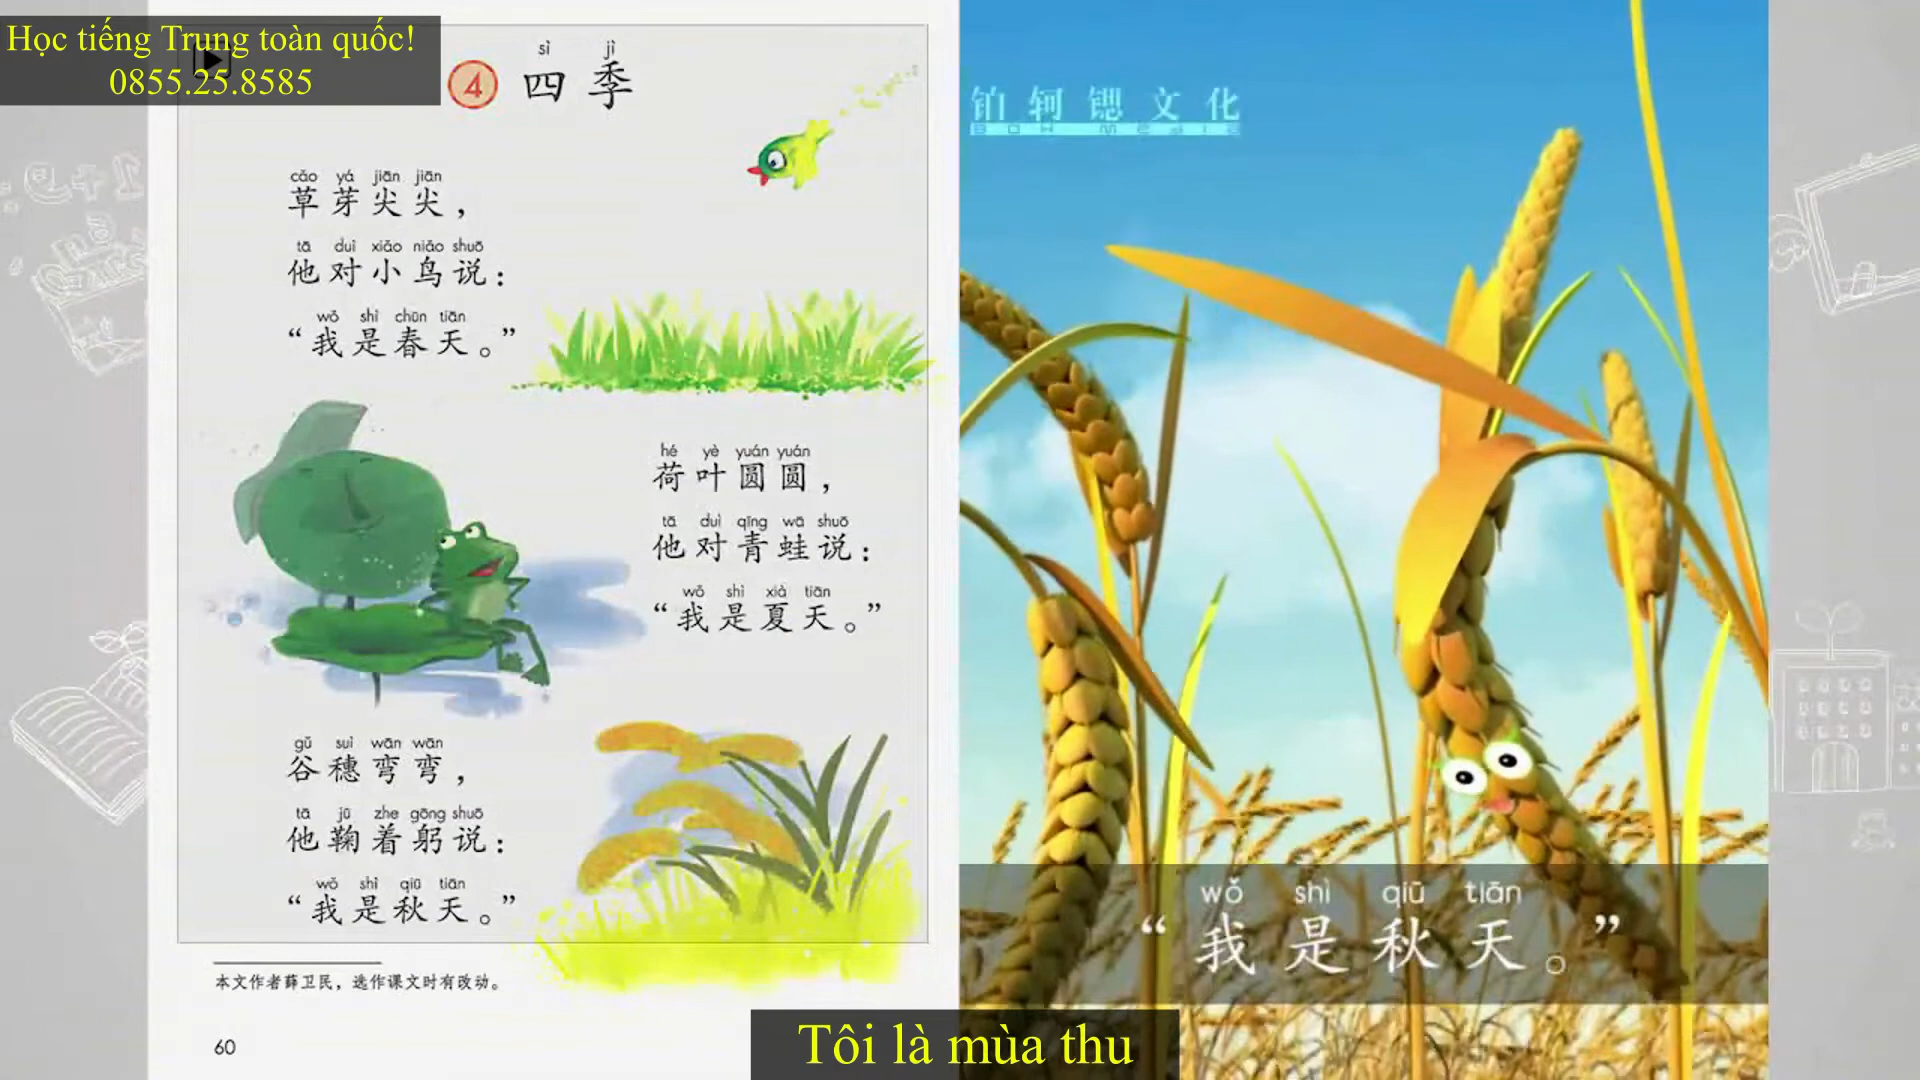 Học tiếng Trung toàn quốc!
0855.25.8585
sì jì
4 四季
cǎo yá jiān jiān
草芽尖尖，
tā duì xiǎo niǎo shuō
他对小鸟说：
wǒ shì chūn tiān
“我是春天。”
hé yè yuán yuán
荷叶圆圆，
tā duì qīng wā shuō
他对青蛙说：
wǒ shì xià tiān
“我是夏天。”
gǔ suì wān wān
谷穗弯弯，
tā jū zhe gōng shuō
他鞠着躬说：
wǒ shì qiū tiān
“我是秋天。”
本文作者薛卫民，选作课文时有改动。
60
铂轲锶文化
wǒ shì qiū tiān
“我是秋天。”
Tôi là mùa thu